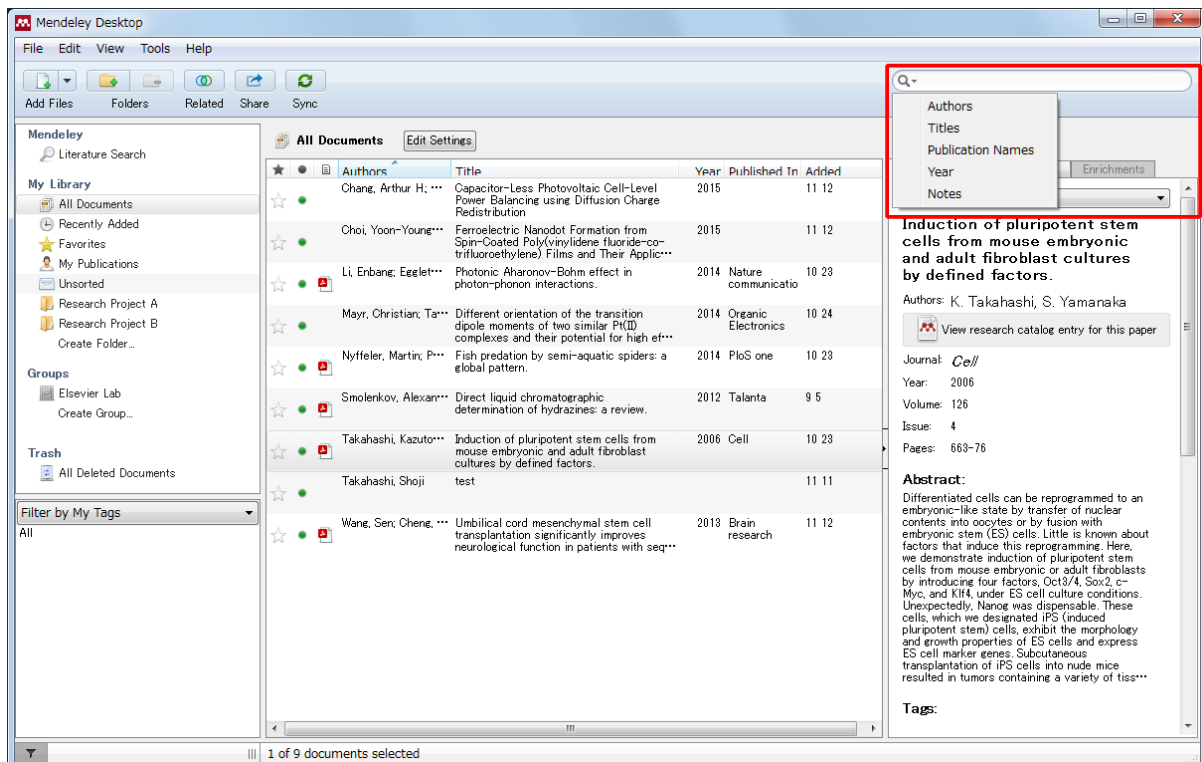 Mendeley Desktop
File Edit View Tools Help
Add Files Folders Related Share Sync
Authors
Titles
Publication Names
Year
Notes
Enrichments
Mendeley
Literature Search
My Library
All Documents
Recently Added
Favorites
My Publications
Unsorted
Research Project A
Research Project B
Create Folder...
Groups
Elsevier Lab
Create Group...
Trash
All Deleted Documents
Filter by My Tags
All
All Documents Edit Settings
Authors Title Year Published In Added
Chang, Arthur H; ··· Capacitor-Less Photovoltaic Cell-Level 2015 11 12
Power Balancing using Diffusion Charge
Redistribution
Choi, Yoon-Young··· Ferroelectric Nanodot Formation from 2015 11 12
Spin-Coated Poly(vinylidene fluoride-co-
trifluoroethylene) Films and Their Applic···
Li, Enbang; Egglet··· Photonic Aharonov-Bohm effect in 2014 Nature 10 23
photon-phonon interactions. communicatio
Mayr, Christian; Ta··· Different orientation of the transition 2014 Organic 10 24
dipole moments of two similar Pt(II) Electronics
complexes and their potential for high ef···
Nyffeler, Martin; P··· Fish predation by semi-aquatic spiders: a 2014 PloS one 10 23
global pattern.
Smolenkov, Alexan··· Direct liquid chromatographic 2012 Talanta 9 5
determination of hydrazines: a review.
Takahashi, Kazuto··· Induction of pluripotent stem cells from 2006 Cell 10 23
mouse embryonic and adult fibroblast
cultures by defined factors.
Takahashi, Shoji test 11 11
Wang, Sen; Cheng, ··· Umbilical cord mesenchymal stem cell 2013 Brain 11 12
transplantation significantly improves research
neurological function in patients with seq···
Induction of pluripotent stem
cells from mouse embryonic
and adult fibroblast cultures
by defined factors.
Authors: K. Takahashi, S. Yamanaka
View research catalog entry for this paper
Journal: Cell
Year: 2006
Volume: 126
Issue: 4
Pages: 663-76
Abstract:
Differentiated cells can be reprogrammed to an
embryonic-like state by transfer of nuclear
contents into oocytes or by fusion with
embryonic stem (ES) cells. Little is known about
factors that induce this reprogramming. Here,
we demonstrate induction of pluripotent stem
cells from mouse embryonic or adult fibroblasts
by introducing four factors, Oct3/4, Sox2, c-
Myc, and Klf4, under ES cell culture conditions.
Unexpectedly, Nanog was dispensable. These
cells, which we designated iPS (induced
pluripotent stem) cells, exhibit the morphology
and growth properties of ES cells and express
ES cell marker genes. Subcutaneous
transplantation of iPS cells into nude mice
resulted in tumors containing a variety of tiss···
Tags:
1 of 9 documents selected